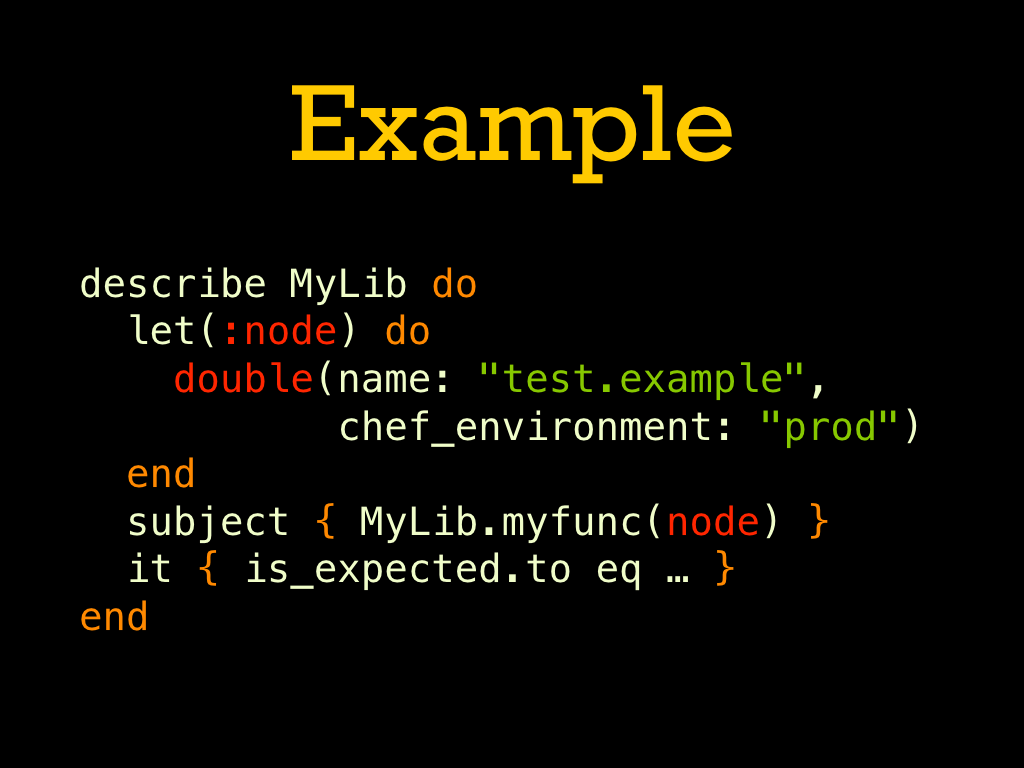 Example
describe MyLib do
  let(:node) do
    double(name: "test.example",
           chef_environment: "prod")
  end
  subject { MyLib.myfunc(node) }
  it { is_expected.to eq … }
end